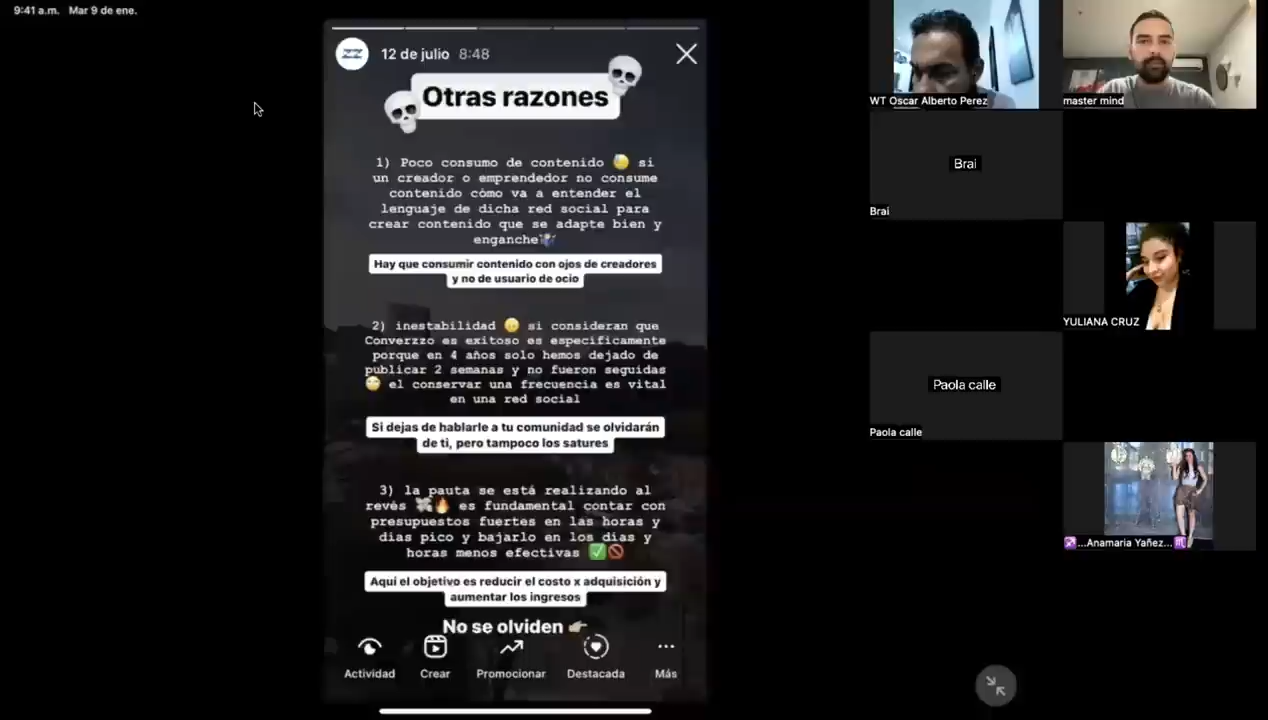 9:41 a.m. Mar 9 de ene.
12 de julio 8:48
Otras razones
1) Poco consumo de contenido si
un creador o emprendedor no consume
contenido cómo va a entender el
lenguaje de dicha red social para
crear contenido que se adapte bien y
enganche
Hay que consumir contenido con ojos de creadores
y no de usuario de ocio
2) inestabilidad si consideran que
Converzzo es exitoso es especificamente
porque en 4 años solo hemos dejado de
publicar 2 semanas y no fueron seguidas
el conservar una frecuencia es vital
en una red social
Si dejas de hablarle a tu comunidad se olvidarán
de ti, pero tampoco los satures
3) la pauta se está realizando al
revés es fundamental contar con
presupuestos fuertes en las horas y
dias pico y bajarlo en los dias y
horas menos efectivas
Aquí el objetivo es reducir el costo x adquisición y
aumentar los ingresos
No se olviden
Actividad
Crear
Promocionar
Destacada
Más
WT Oscar Alberto Perez
master mind
Brai
Brai
YULIANA CRUZ
Paola calle
Paola calle
...Anamaria Yañez...